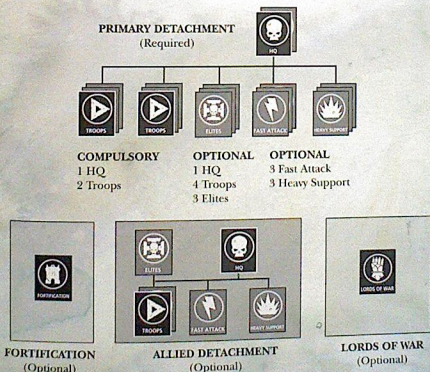 PRIMARY DETACHMENT
(Required)
HQ
TROOPS
TROOPS
ELITES
FAST ATTACK
HEAVY SUPPORT
COMPULSORY
1 HQ
2 Troops
OPTIONAL
1 HQ
4 Troops
3 Elites
OPTIONAL
3 Fast Attack
3 Heavy Support
FORTIFICATION
ELITES
HQ
TROOPS
FAST ATTACK
HEAVY SUPPORT
LORDS OF WAR
FORTIFICATION
(Optional)
ALLIED DETACHMENT
(Optional)
LORDS OF WAR
(Optional)